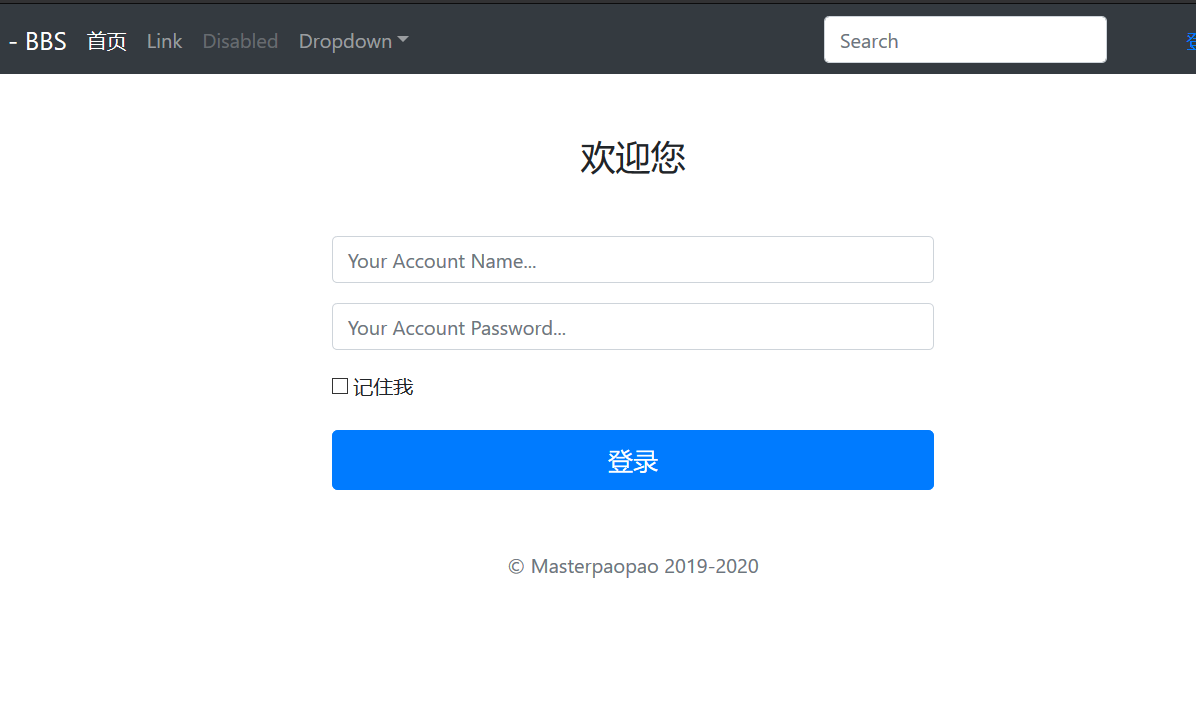 - BBS 首页 Link Disabled Dropdown Search
欢迎您
Your Account Name...
Your Account Password...
记住我
登录
© Masterpaopao 2019-2020